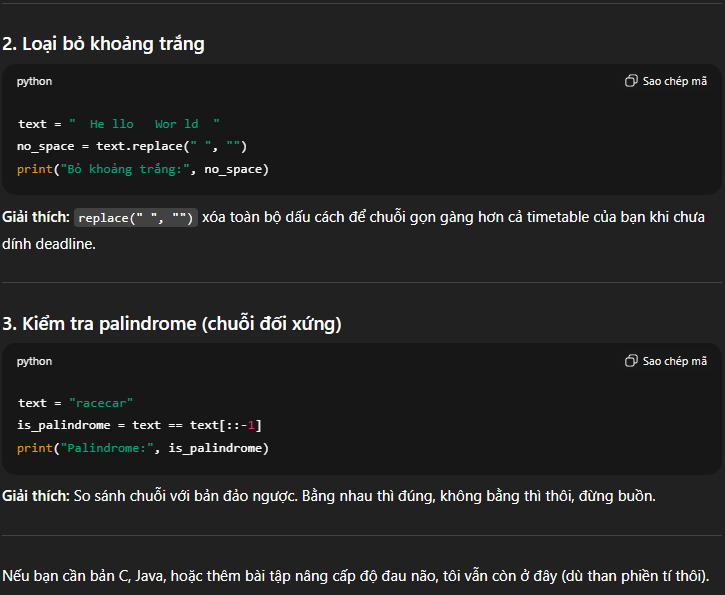 2. Loại bỏ khoảng trắng
python
Sao chép mã
text = "  He llo   Wor ld  "
no_space = text.replace(" ", "")
print("Bỏ khoảng trắng:", no_space)
Giải thích: replace(" ", "") xóa toàn bộ dấu cách để chuỗi gọn gàng hơn cả timetable của bạn khi chưa
dính deadline.
3. Kiểm tra palindrome (chuỗi đối xứng)
python
Sao chép mã
text = "racecar"
is_palindrome = text == text[::-1]
print("Palindrome:", is_palindrome)
Giải thích: So sánh chuỗi với bản đảo ngược. Bằng nhau thì đúng, không bằng thì thôi, đừng buồn.
Nếu bạn cần bản C, Java, hoặc thêm bài tập nâng cấp độ đau não, tôi vẫn còn ở đây (dù than phiền tí thôi).